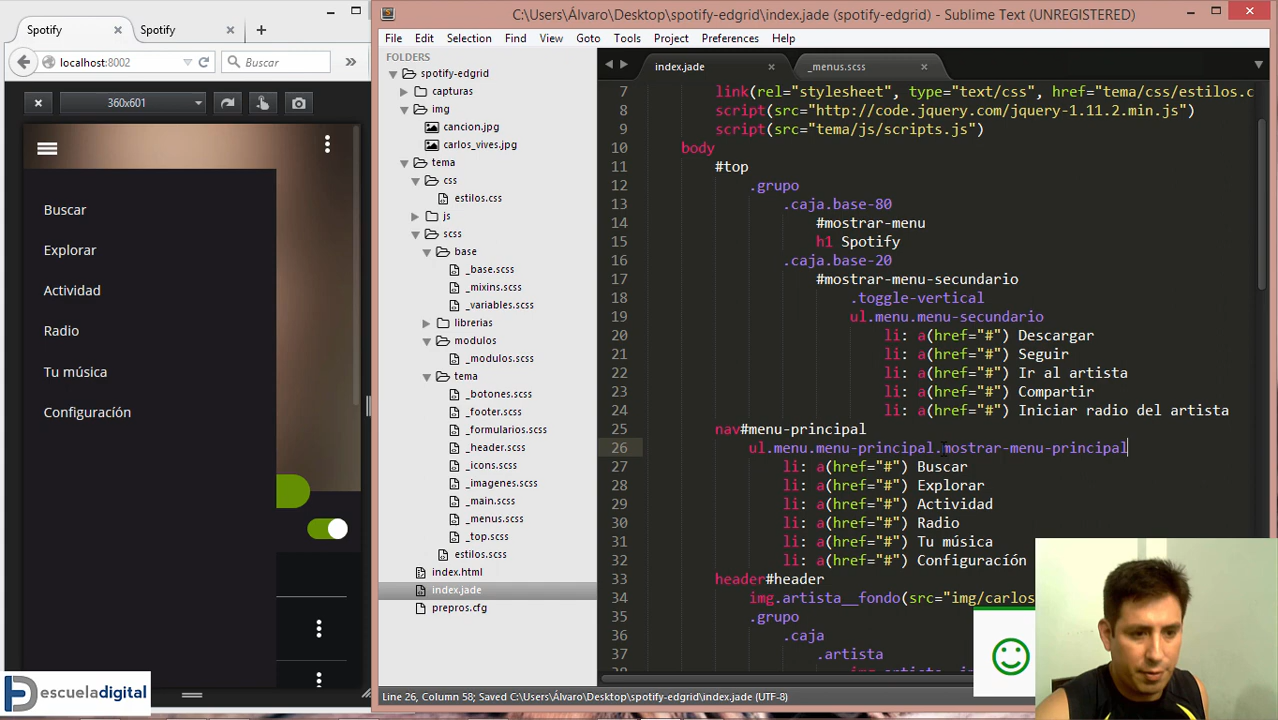 Spotify
Spotify
localhost:8002
Buscar
360x601
Buscar
Explorar
Actividad
Radio
Tu música
Configuracíón
escueladigital
C:\Users\Álvaro\Desktop\spotify-edgrid\index.jade (spotify-edgrid) - Sublime Text (UNREGISTERED)
File Edit Selection Find View Goto Tools Project Preferences Help
FOLDERS
spotify-edgrid
capturas
img
cancion.jpg
carlos_vives.jpg
tema
css
estilos.css
js
scss
base
_base.scss
_mixins.scss
_variables.scss
librerias
modulos
_modulos.scss
tema
_botones.scss
_footer.scss
_formularios.scss
_header.scss
_icons.scss
_imagenes.scss
_main.scss
_menus.scss
_top.scss
estilos.scss
index.html
index.jade
prepros.cfg
index.jade
_menus.scss
7 link(rel="stylesheet", type="text/css", href="tema/css/estilos.c
8 script(src="http://code.jquery.com/jquery-1.11.2.min.js")
9 script(src="tema/js/scripts.js")
10 body
11 #top
12 .grupo
13 .caja.base-80
14 #mostrar-menu
15 h1 Spotify
16 .caja.base-20
17 #mostrar-menu-secundario
18 .toggle-vertical
19 ul.menu.menu-secundario
20 li: a(href="#") Descargar
21 li: a(href="#") Seguir
22 li: a(href="#") Ir al artista
23 li: a(href="#") Compartir
24 li: a(href="#") Iniciar radio del artista
25 nav#menu-principal
26 ul.menu.menu-principal.mostrar-menu-principal
27 li: a(href="#") Buscar
28 li: a(href="#") Explorar
29 li: a(href="#") Actividad
30 li: a(href="#") Radio
31 li: a(href="#") Tu música
32 li: a(href="#") Configuracíón
33 header#header
34 img.artista__fondo(src="img/carlos
35 .grupo
36 .caja
37 .artista
Line 26, Column 58; Saved C:\Users\Álvaro\Desktop\spotify-edgrid\index.jade (UTF-8)